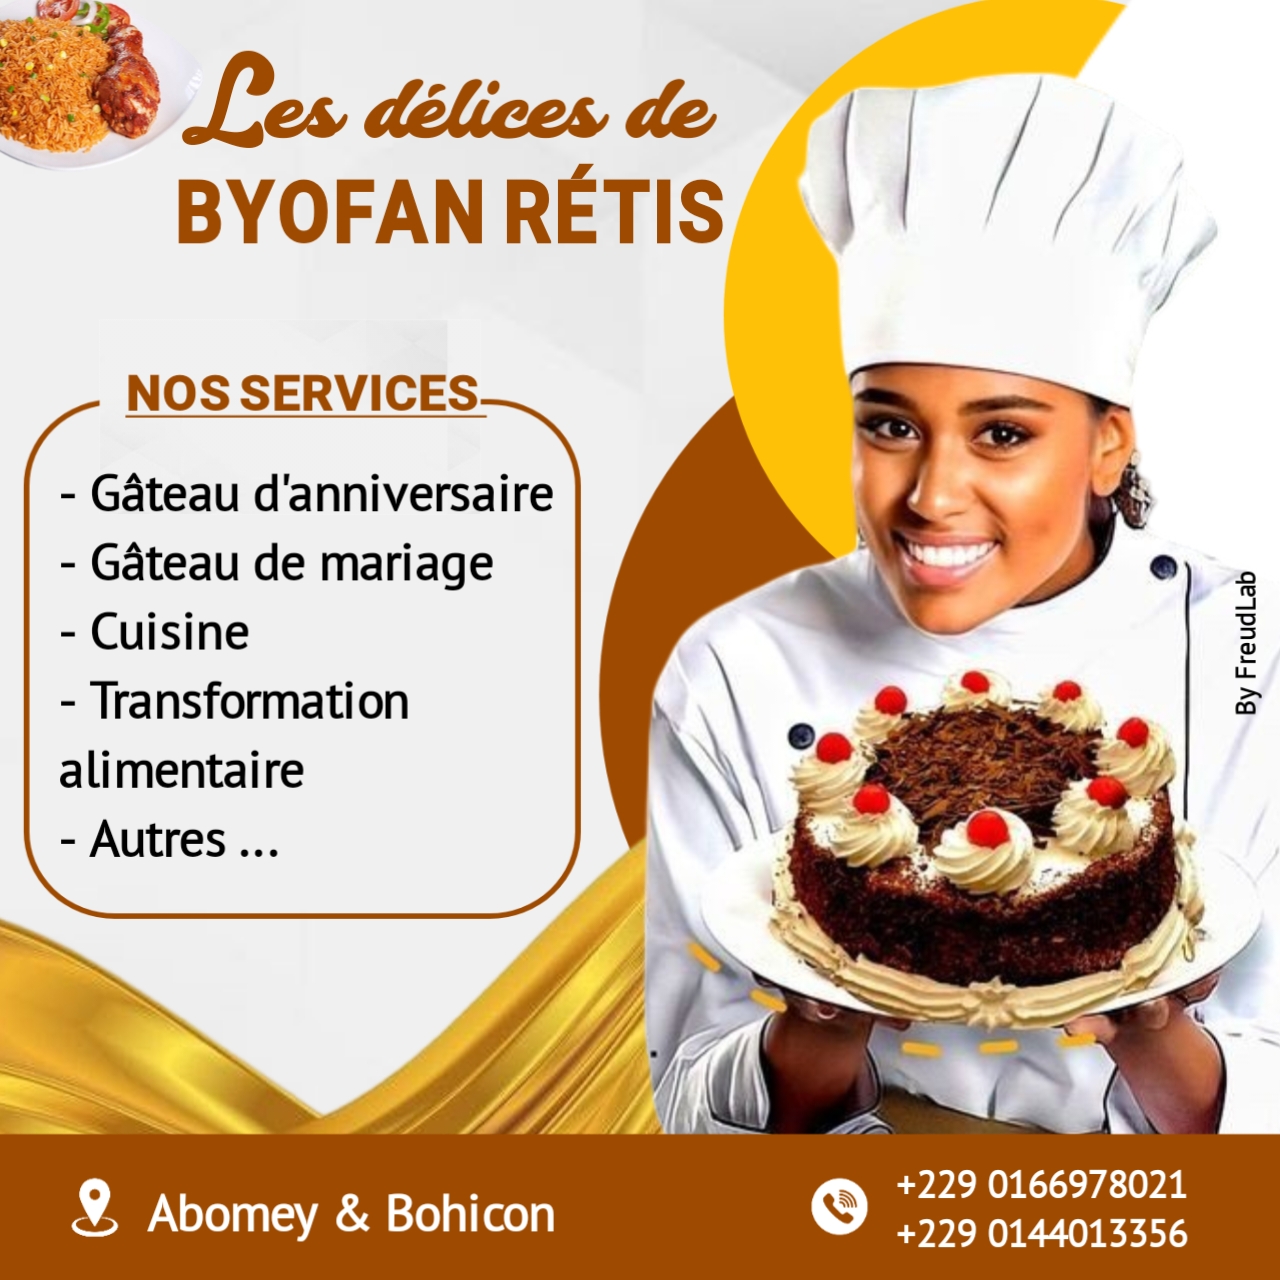 Les délices de
BYOFAN RÉTIS
NOS SERVICES
- Gâteau d'anniversaire
- Gâteau de mariage
- Cuisine
- Transformation
alimentaire
- Autres ...
By FreudLab
Abomey & Bohicon
+229 0166978021
+229 0144013356